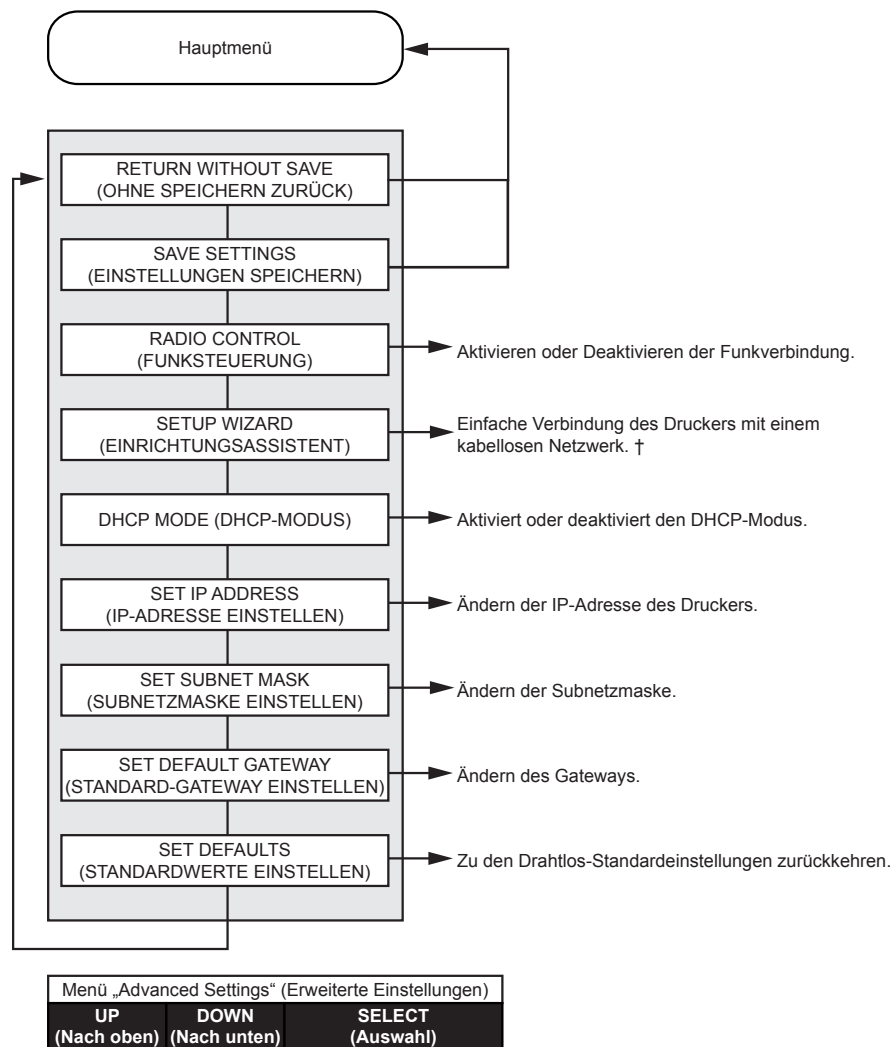 Hauptmenü
RETURN WITHOUT SAVE
(OHNE SPEICHERN ZURÜCK)
SAVE SETTINGS
(EINSTELLUNGEN SPEICHERN)
RADIO CONTROL
(FUNKSTEUERUNG)
Aktivieren oder Deaktivieren der Funkverbindung.
SETUP WIZARD
(EINRICHTUNGSASSISTENT)
Einfache Verbindung des Druckers mit einem
kabellosen Netzwerk. †
DHCP MODE (DHCP-MODUS)
Aktiviert oder deaktiviert den DHCP-Modus.
SET IP ADDRESS
(IP-ADRESSE EINSTELLEN)
Ändern der IP-Adresse des Druckers.
SET SUBNET MASK
(SUBNETZMASKE EINSTELLEN)
Ändern der Subnetzmaske.
SET DEFAULT GATEWAY
(STANDARD-GATEWAY EINSTELLEN)
Ändern des Gateways.
SET DEFAULTS
(STANDARDWERTE EINSTELLEN)
Zu den Drahtlos-Standardeinstellungen zurückkehren.
Menü „Advanced Settings“ (Erweiterte Einstellungen)
UP DOWN SELECT
(Nach oben) (Nach unten) (Auswahl)